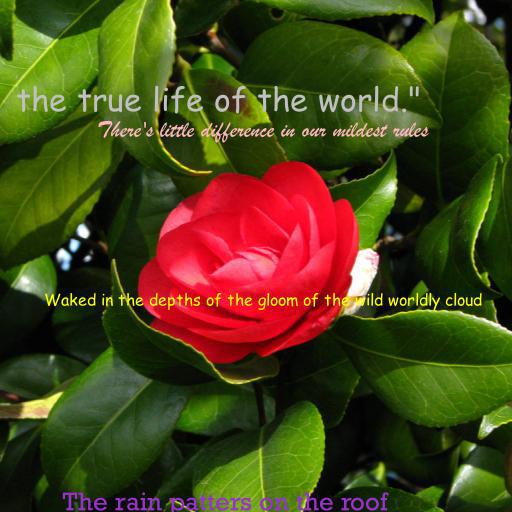 the true life of the world."
There's little difference in our mildest rules
Waked in the depths of the gloom of the wild worldly cloud
The rain patters on the roof